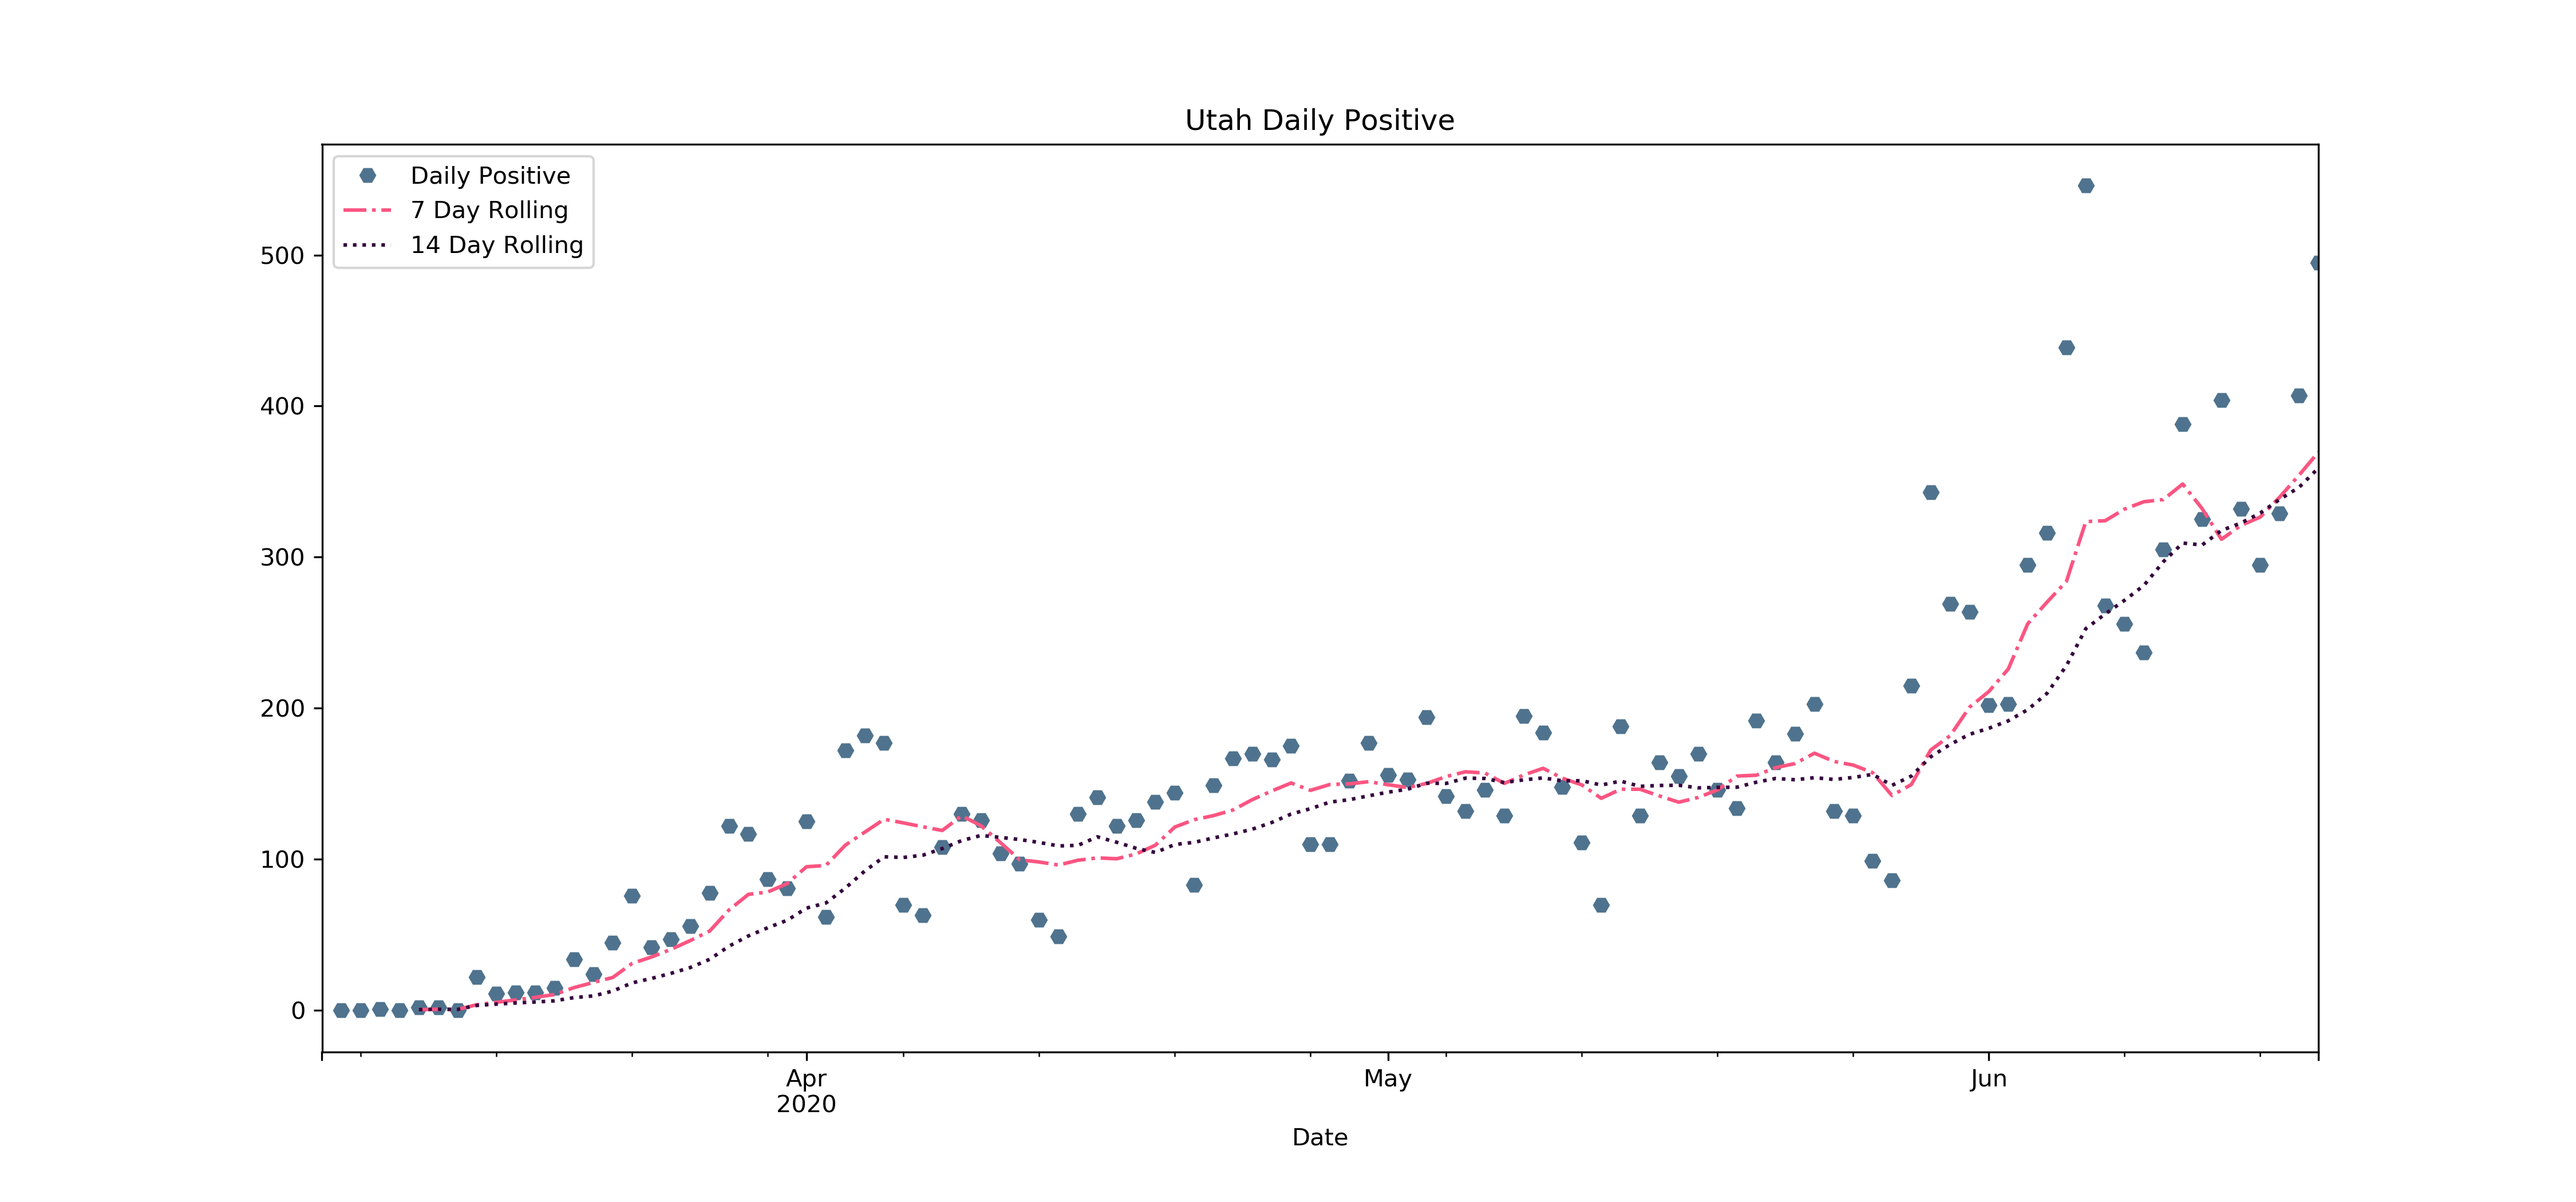 Utah Daily Positive
Daily Positive
7 Day Rolling
14 Day Rolling
500
400
300
200
100
0
Apr
2020
May
Jun
Date